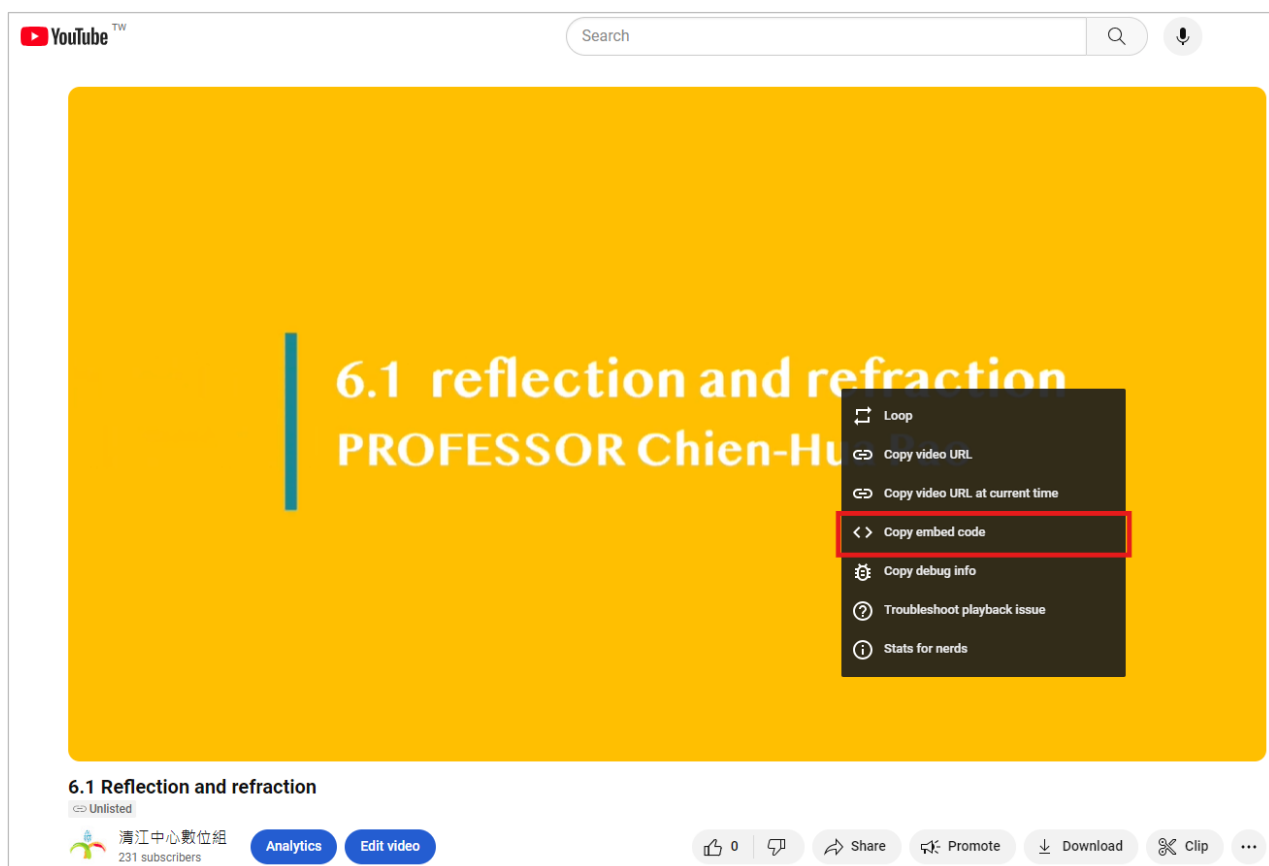 YouTube TW
Search
6.1 reflection and refraction
PROFESSOR Chien-Hua Pao
Loop
Copy video URL
Copy video URL at current time
Copy embed code
Copy debug info
Troubleshoot playback issue
Stats for nerds
6.1 Reflection and refraction
Unlisted
清江中心數位組
231 subscribers
Analytics
Edit video
0
Share
Promote
Download
Clip